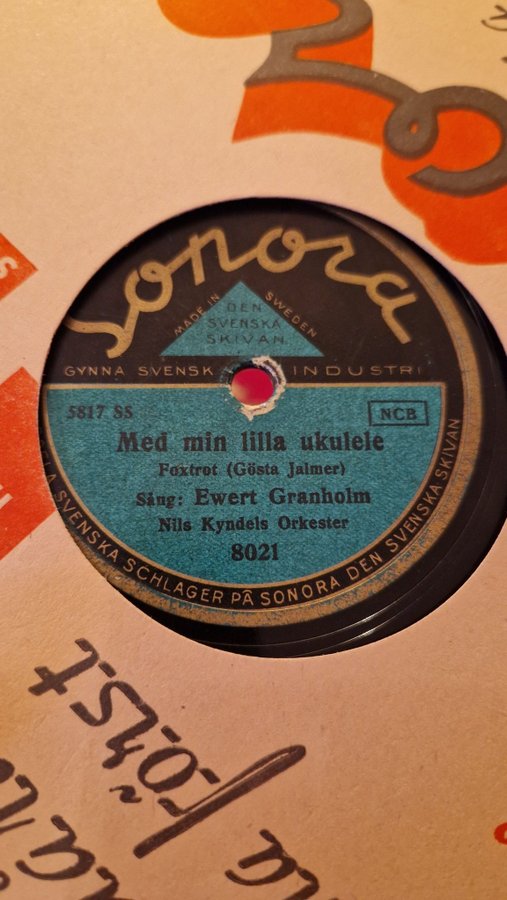 Sonora
MADE IN SWEDEN
DEN
SVENSKA
SKIVAN
GYNNA SVENSK INDUSTRI
5817 SS
NCB
Med min lilla ukulele
Foxtrot (Gösta Jalmer)
Sång: Ewert Granholm
Nils Kyndels Orkester
8021
LA SVENSKA SCHLAGER PÅ SONORA DEN SVENSKA SKIVAN
först